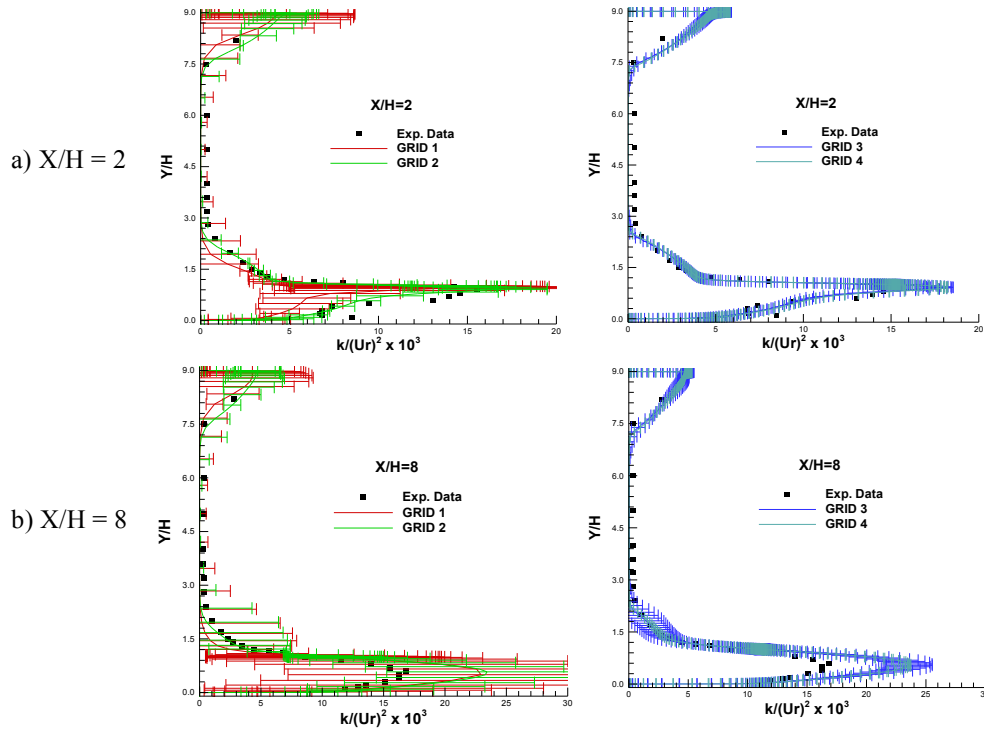 a) X/H = 2
Y/H
9.0
7.5
6.0
4.5
3.0
1.5
0.0
X/H=2
Exp. Data
GRID 1
GRID 2
0 5 10 15 20
k/(Ur)² x 10³
9.0
7.5
6.0
4.5
3.0
1.5
0.0
Y/H
X/H=2
Exp. Data
GRID 3
GRID 4
0 5 10 15 20
k/(Ur)² x 10³
b) X/H = 8
Y/H
9.0
7.5
6.0
4.5
3.0
1.5
0.0
X/H=8
Exp. Data
GRID 1
GRID 2
0 5 10 15 20 25 30
k/(Ur)² x 10³
9.0
7.5
6.0
4.5
3.0
1.5
0.0
Y/H
X/H=8
Exp. Data
GRID 3
GRID 4
0 5 10 15 20 25
k/(Ur)² x 10³